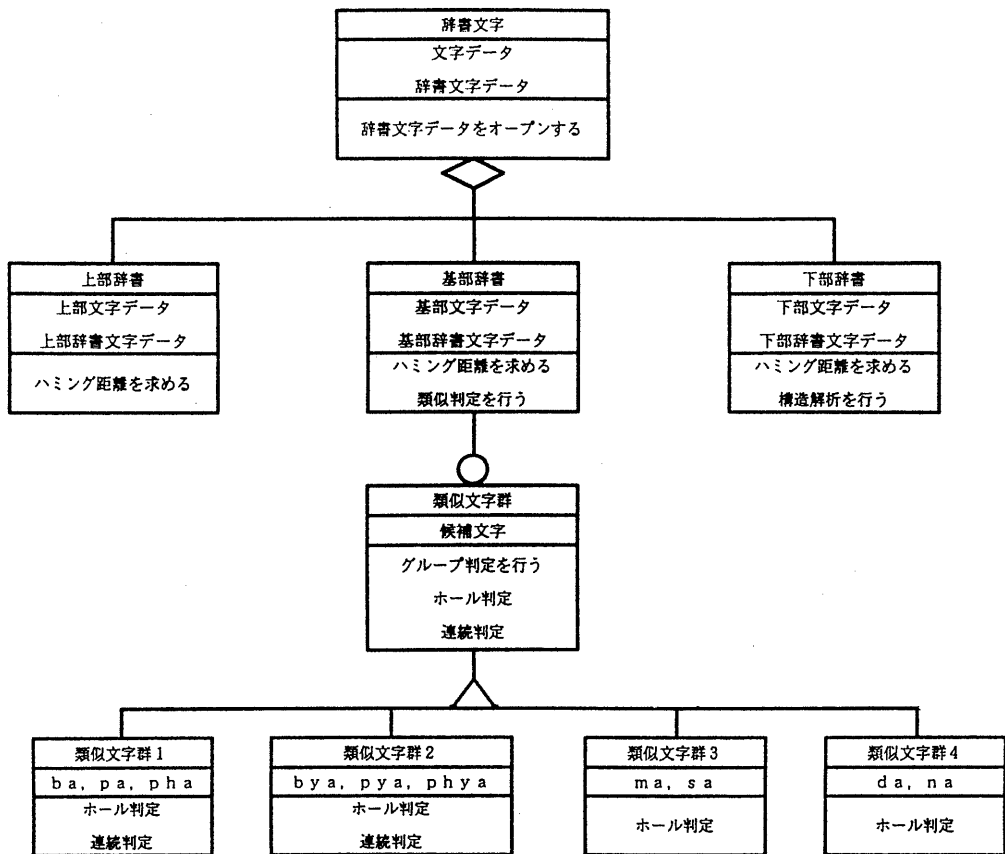 辞書文字
文字データ
辞書文字データ
辞書文字データをオープンする
上部辞書
上部文字データ
上部辞書文字データ
ハミング距離を求める
基部辞書
基部文字データ
基部辞書文字データ
ハミング距離を求める
類似判定を行う
下部辞書
下部文字データ
下部辞書文字データ
ハミング距離を求める
構造解析を行う
類似文字群
候補文字
グループ判定を行う
ホール判定
連続判定
類似文字群1
ba, pa, pha
ホール判定
連続判定
類似文字群2
bya, pya, phya
ホール判定
連続判定
類似文字群3
ma, sa
ホール判定
類似文字群4
da, na
ホール判定